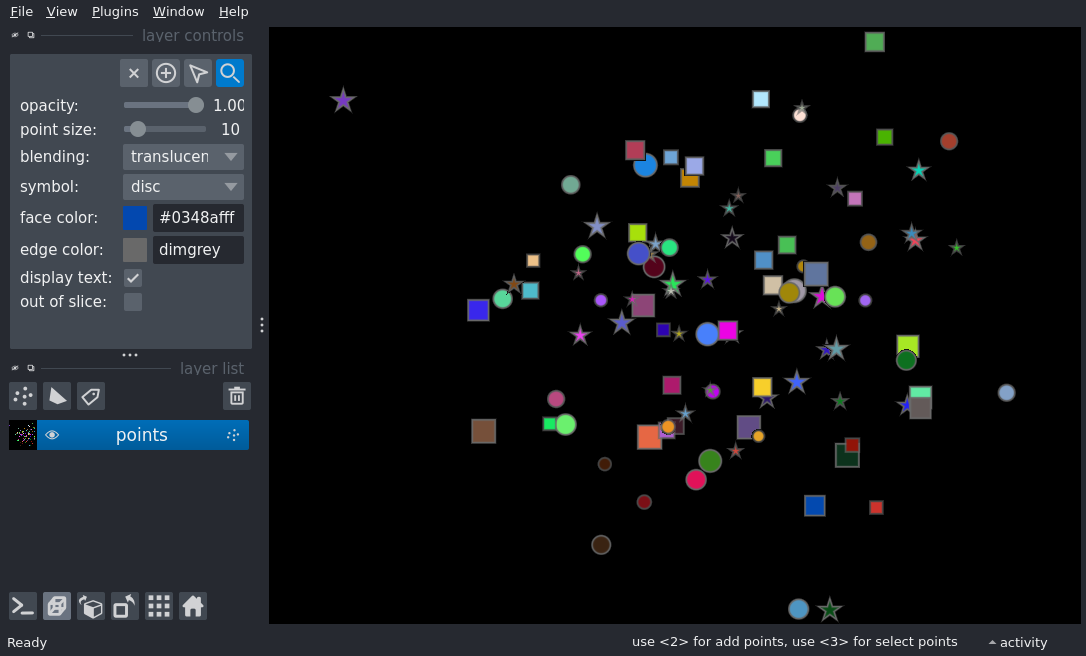 File View Plugins Window Help
layer controls
opacity: 1.00
point size: 10
blending: translucen
symbol: disc
face color: #0348afff
edge color: dimgrey
display text:
out of slice:
layer list
points
Ready
use <2> for add points, use <3> for select points
activity